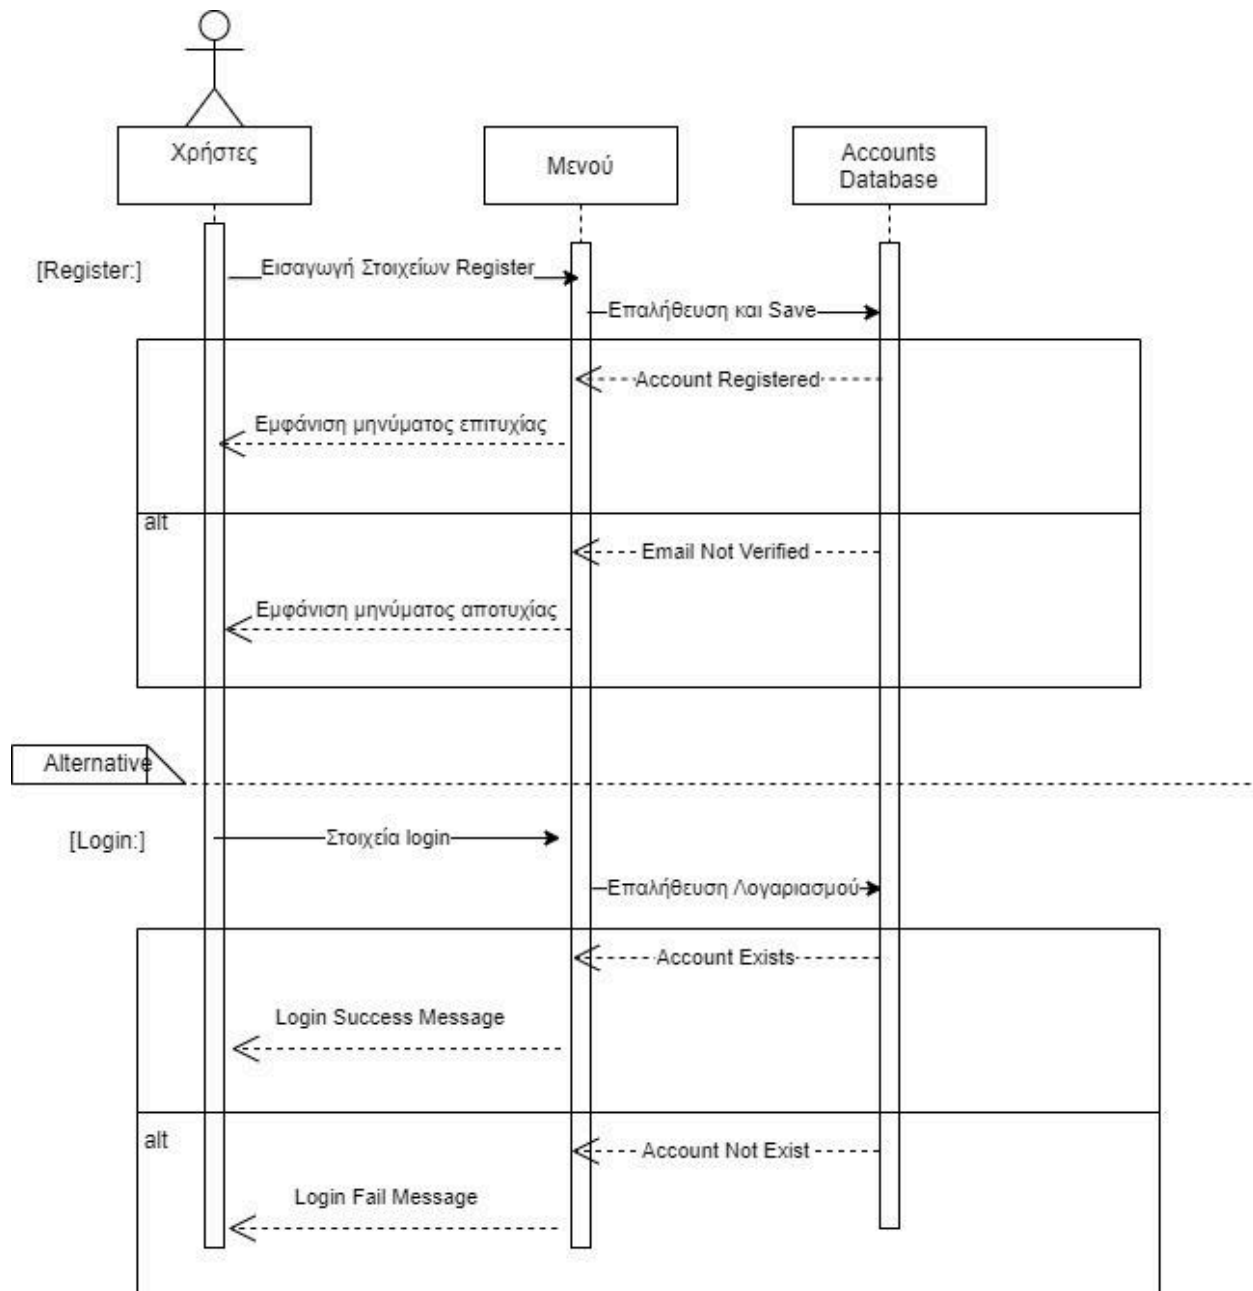 Χρήστες
Μενού
Accounts
Database
[Register:]
Εισαγωγή Στοιχείων Register
Επαλήθευση και Save
Account Registered
Εμφάνιση μηνύματος επιτυχίας
alt
Email Not Verified
Εμφάνιση μηνύματος αποτυχίας
Alternative
[Login:]
Στοιχεία login
Επαλήθευση Λογαριασμού
Account Exists
Login Success Message
alt
Account Not Exist
Login Fail Message